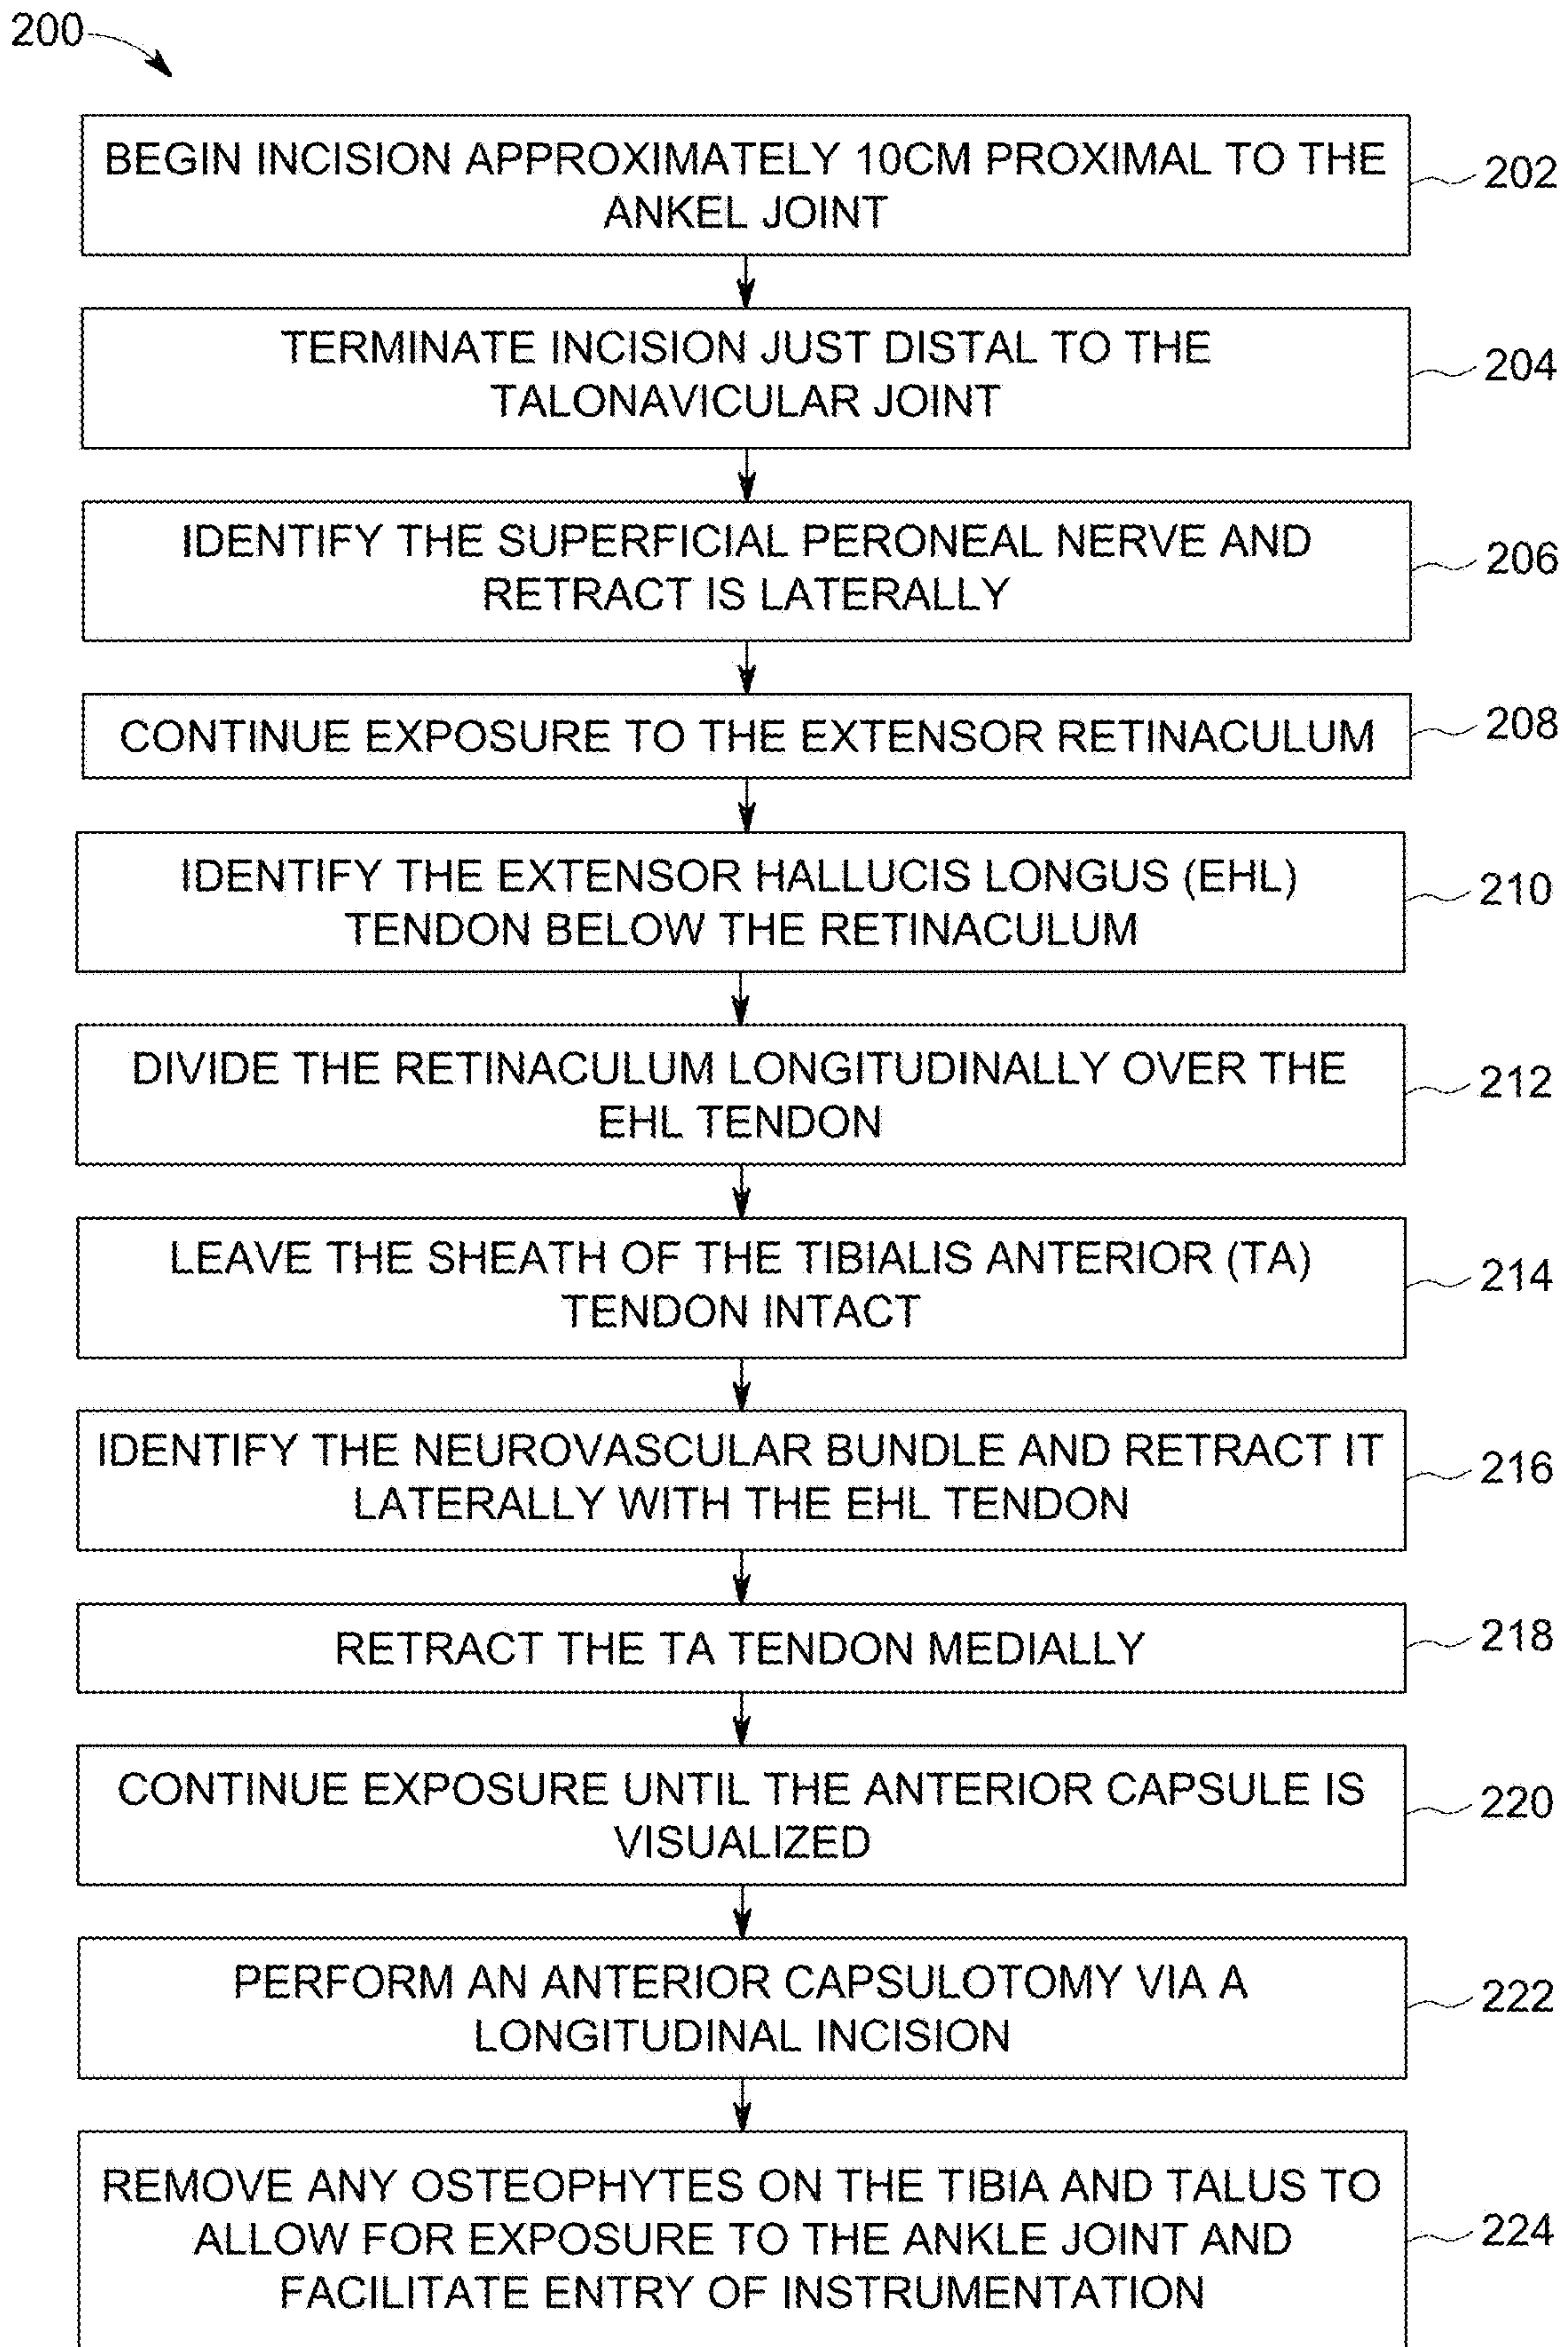 200
BEGIN INCISION APPROXIMATELY 10CM PROXIMAL TO THE
ANKEL JOINT
202
TERMINATE INCISION JUST DISTAL TO THE
TALONAVICULAR JOINT
204
IDENTIFY THE SUPERFICIAL PERONEAL NERVE AND
RETRACT IS LATERALLY
206
CONTINUE EXPOSURE TO THE EXTENSOR RETINACULUM
208
IDENTIFY THE EXTENSOR HALLUCIS LONGUS (EHL)
TENDON BELOW THE RETINACULUM
210
DIVIDE THE RETINACULUM LONGITUDINALLY OVER THE
EHL TENDON
212
LEAVE THE SHEATH OF THE TIBIALIS ANTERIOR (TA)
TENDON INTACT
214
IDENTIFY THE NEUROVASCULAR BUNDLE AND RETRACT IT
LATERALLY WITH THE EHL TENDON
216
RETRACT THE TA TENDON MEDIALLY
218
CONTINUE EXPOSURE UNTIL THE ANTERIOR CAPSULE IS
VISUALIZED
220
PERFORM AN ANTERIOR CAPSULOTOMY VIA A
LONGITUDINAL INCISION
222
REMOVE ANY OSTEOPHYTES ON THE TIBIA AND TALUS TO
ALLOW FOR EXPOSURE TO THE ANKLE JOINT AND
FACILITATE ENTRY OF INSTRUMENTATION
224